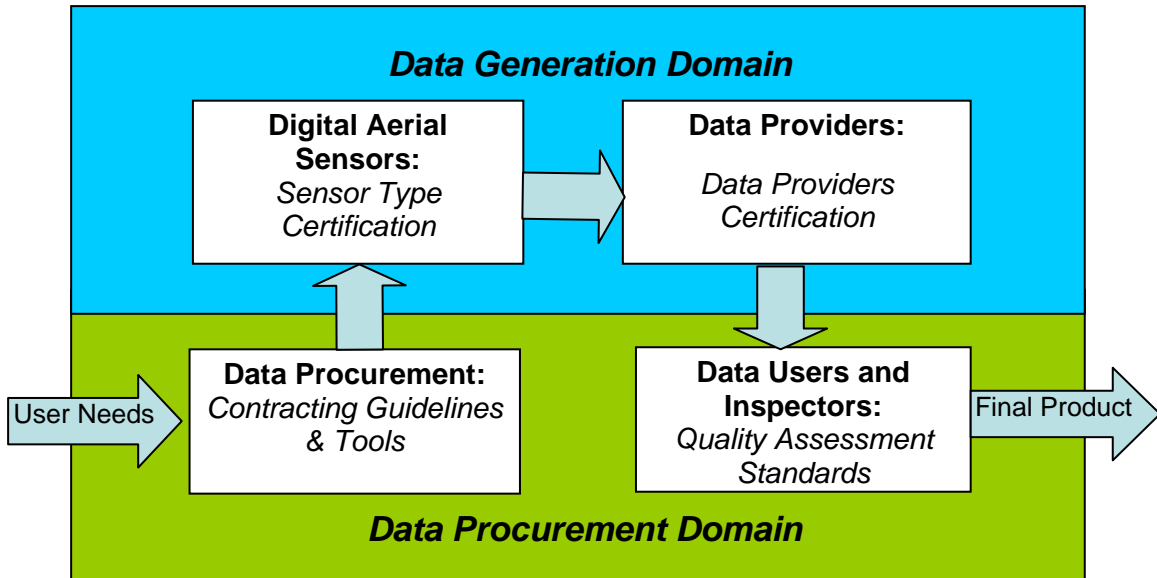 Data Generation Domain
Digital Aerial
Sensors:
Sensor Type
Certification
Data Providers:
Data Providers
Certification
User Needs
Data Procurement:
Contracting Guidelines
& Tools
Data Users and
Inspectors:
Quality Assessment
Standards
Final Product
Data Procurement Domain